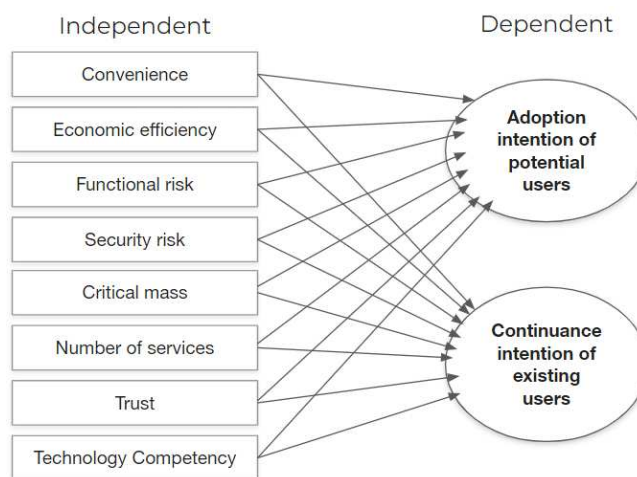 Independent
Dependent
Convenience
Economic efficiency
Functional risk
Security risk
Critical mass
Number of services
Trust
Technology Competency
Adoption
intention of
potential
users
Continuance
intention of
existing
users